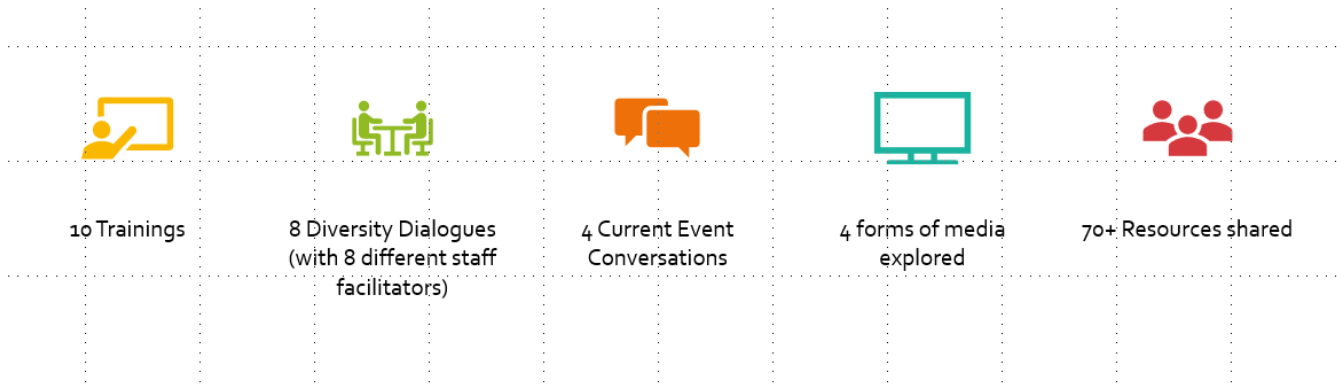 10 Trainings
8 Diversity Dialogues
(with 8 different staff
facilitators)
4 Current Event
Conversations
4 forms of media
explored
70+ Resources shared